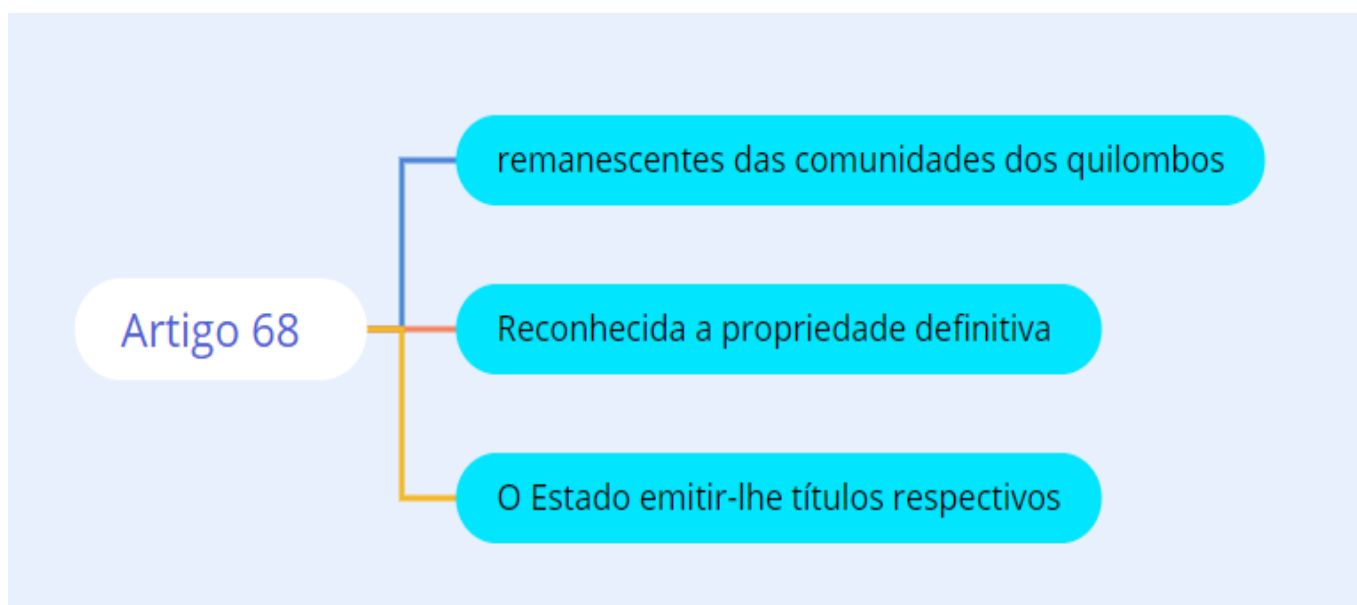 remanescentes das comunidades dos quilombos
Artigo 68
Reconhecida a propriedade definitiva
O Estado emitir-lhe títulos respectivos